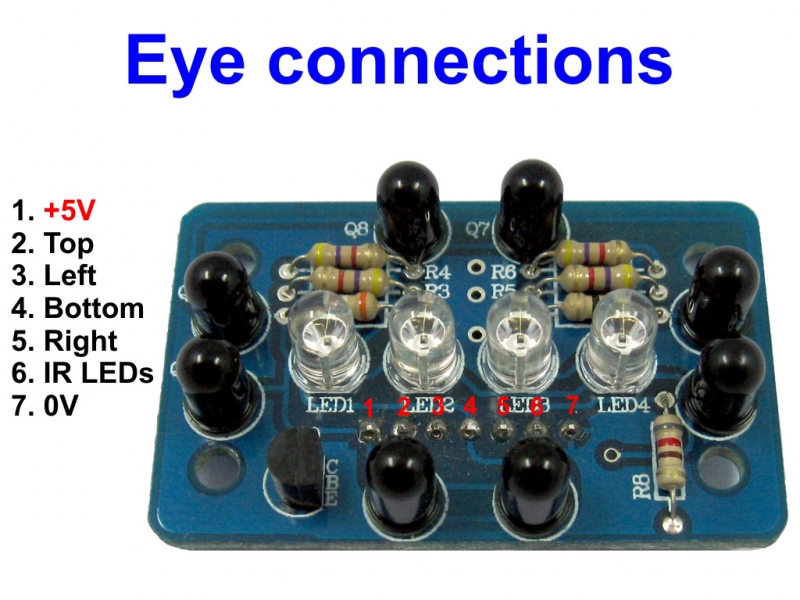 Eye connections
1. +5V
2. Top
3. Left
4. Bottom
5. Right
6. IR LEDs
7. 0V
Q8
Q7
R4
R6
R3
R5
LED1
LED2
LED3
LED4
1 2 3 4 5 6 7
CBE
R8